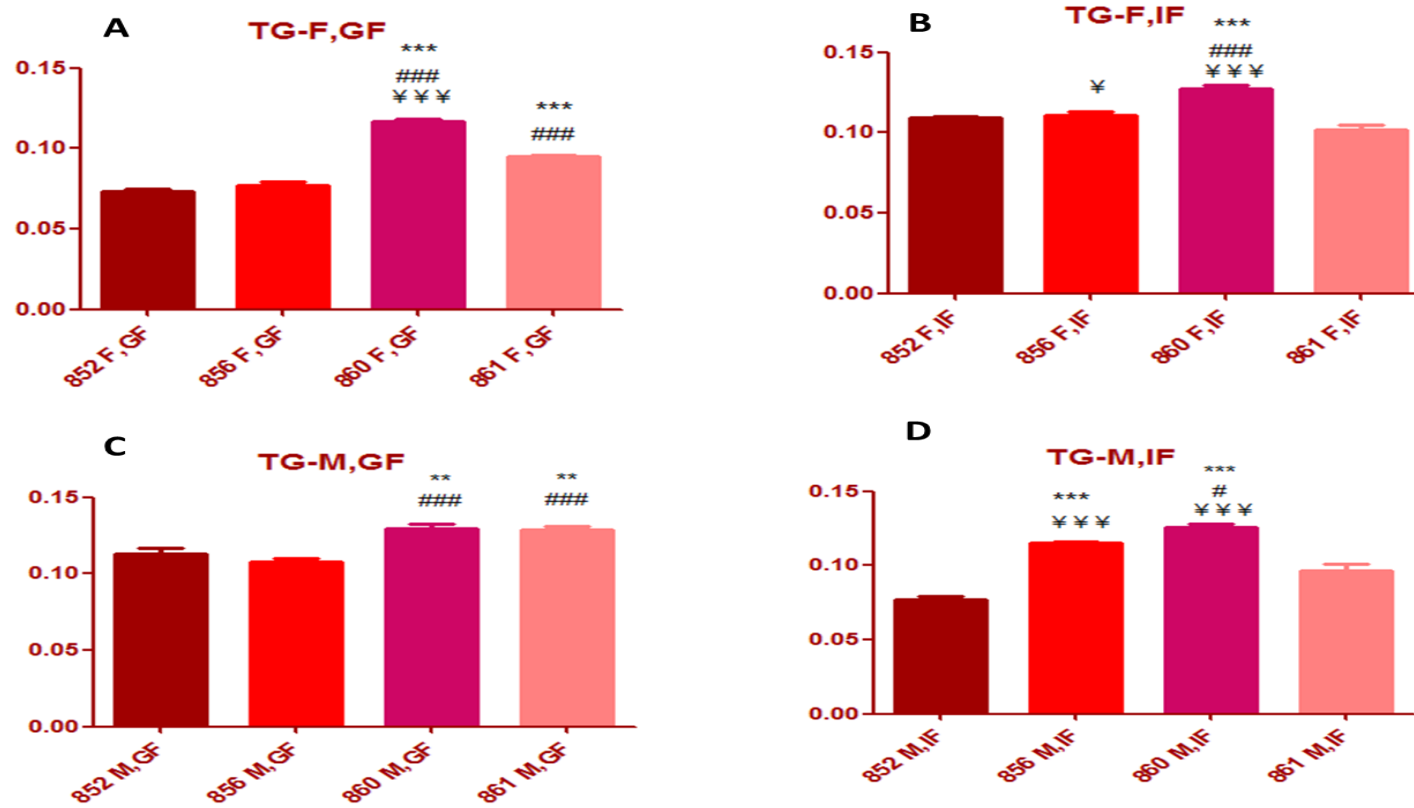 A
TG-F,GF
***
###
¥ ¥ ¥
***
###
0.15
0.10
0.05
0.00
852 F,GF
856 F,GF
860 F,GF
861 F,GF
B
TG-F,IF
***
###
¥ ¥ ¥
¥
0.15
0.10
0.05
0.00
852 F,IF
856 F,IF
860 F,IF
861 F,IF
C
TG-M,GF
**
###
**
###
0.15
0.10
0.05
0.00
852 M,GF
856 M,GF
860 M,GF
861 M,GF
D
TG-M,IF
***
¥ ¥ ¥
***
#
¥ ¥ ¥
0.15
0.10
0.05
0.00
852 M,IF
856 M,IF
860 M,IF
861 M,IF